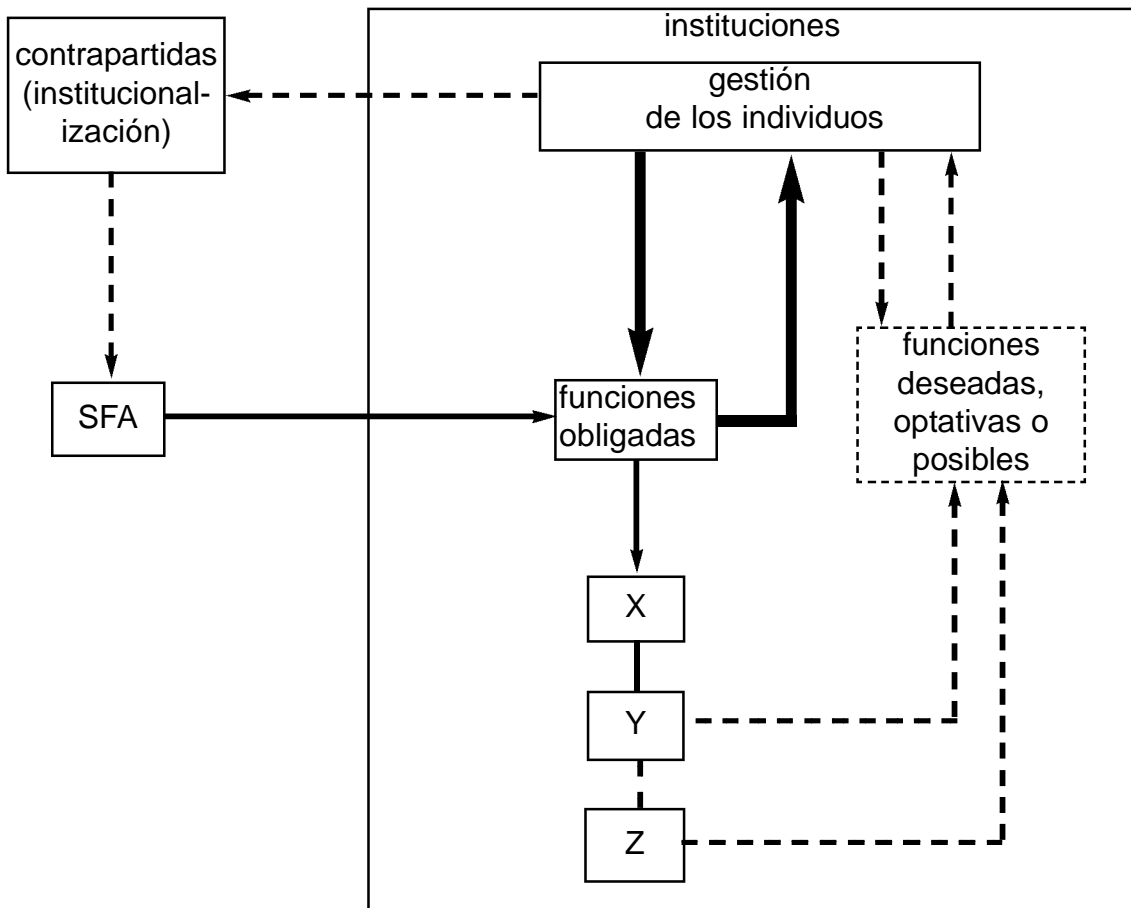 instituciones
contrapartidas
(institucional-
ización)
gestión
de los individuos
SFA
funciones
obligadas
funciones
deseadas,
optativas o
posibles
X
Y
Z